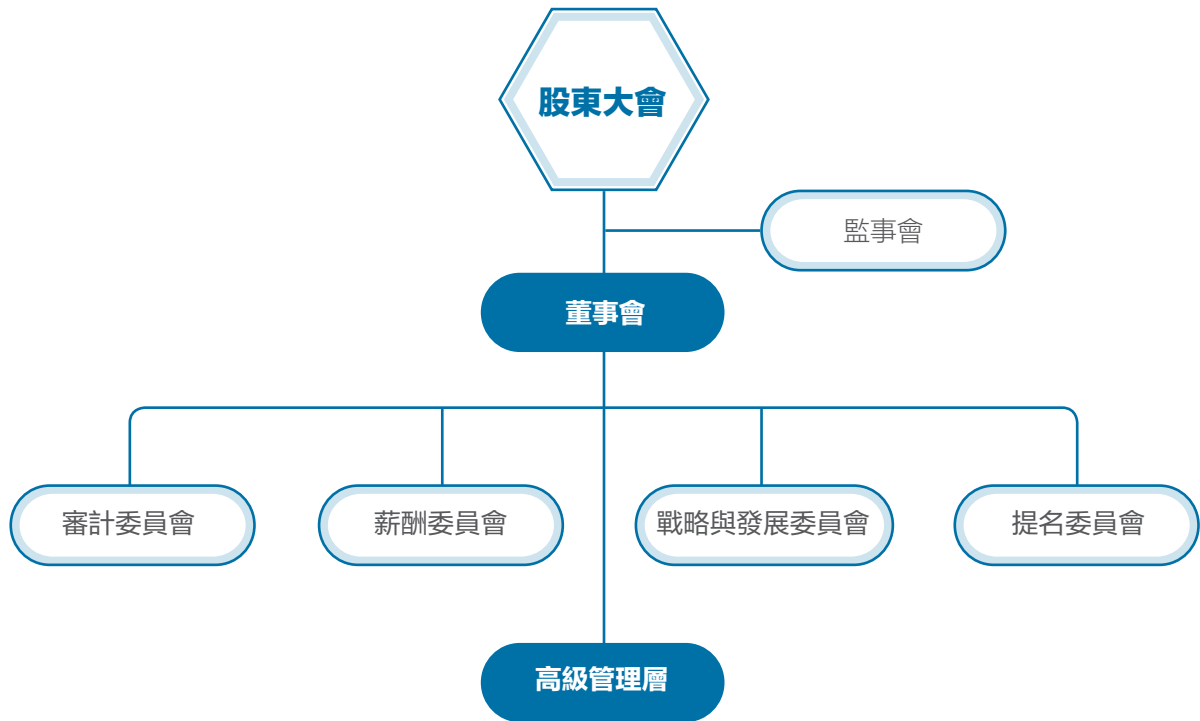 股東大會
監事會
董事會
審計委員會
薪酬委員會
戰略與發展委員會
提名委員會
高級管理層